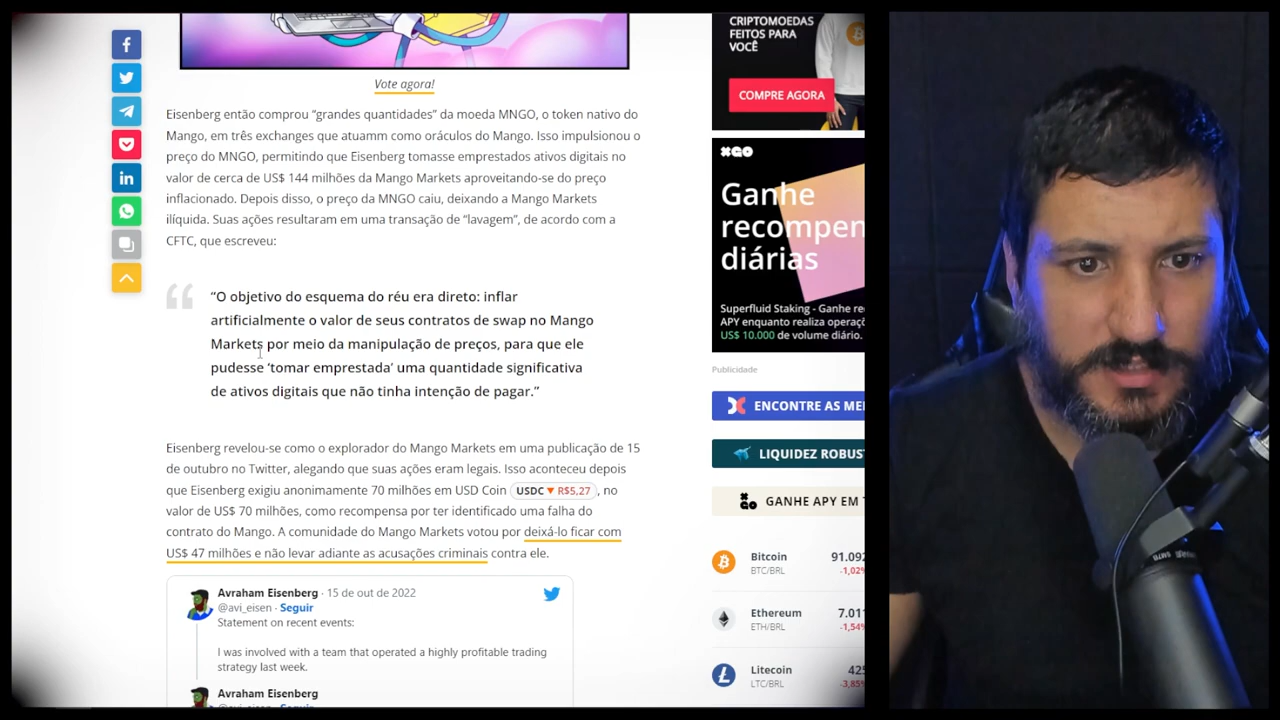 CRIPTOMOEDAS
FEITOS PARA
VOCÊ
COMPRE AGORA
Vote agora!
Eisenberg então comprou “grandes quantidades” da moeda MNGO, o token nativo do
Mango, em três exchanges que atuamm como oráculos do Mango. Isso impulsionou o
preço do MNGO, permitindo que Eisenberg tomasse emprestados ativos digitais no
valor de cerca de US$ 144 milhões da Mango Markets aproveitando-se do preço
inflacionado. Depois disso, o preço da MNGO caiu, deixando a Mango Markets
ilíquida. Suas ações resultaram em uma transação de “lavagem”, de acordo com a
CFTC, que escreveu:
“O objetivo do esquema do réu era direto: inflar
artificialmente o valor de seus contratos de swap no Mango
Markets por meio da manipulação de preços, para que ele
pudesse ‘tomar emprestada’ uma quantidade significativa
de ativos digitais que não tinha intenção de pagar.”
Eisenberg revelou-se como o explorador do Mango Markets em uma publicação de 15
de outubro no Twitter, alegando que suas ações eram legais. Isso aconteceu depois
que Eisenberg exigiu anonimamente 70 milhões em USD Coin USDC ▼ R$5,27, no
valor de US$ 70 milhões, como recompensa por ter identificado uma falha do
contrato do Mango. A comunidade do Mango Markets votou por deixá-lo ficar com
US$ 47 milhões e não levar adiante as acusações criminais contra ele.
Avraham Eisenberg · 15 de out de 2022
@avi_eisen · Seguir
Statement on recent events:
I was involved with a team that operated a highly profitable trading
strategy last week.
Avraham Eisenberg
GO
Ganhe
recompen
diárias
Superfluid Staking - Ganhe re
APY enquanto realiza operaçõ
US$ 10.000 de volume diário.
Publicidade
ENCONTRE AS ME
LIQUIDEZ ROBUS
GANHE APY EM T
Bitcoin 91.092
BTC/BRL -1,02%
Ethereum 7.011
ETH/BRL -1,54%
Litecoin 425
LTC/BRL -3,85%